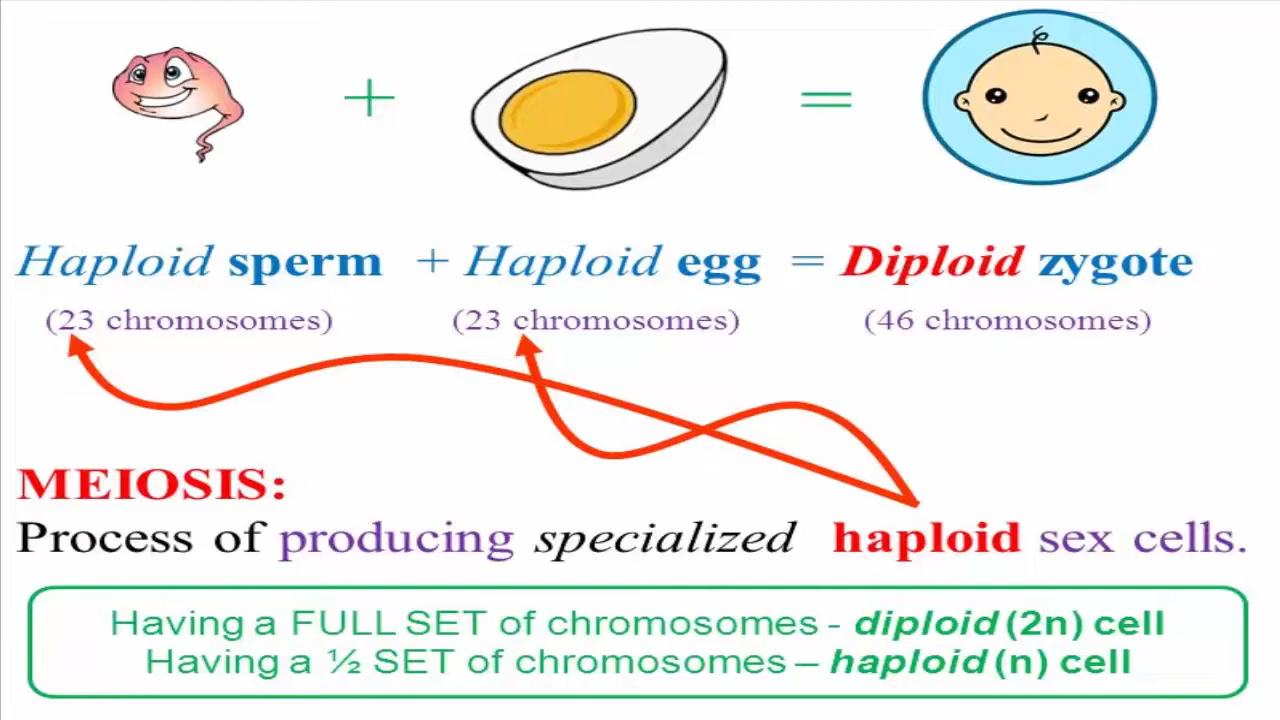 + =
Haploid sperm + Haploid egg = Diploid zygote
(23 chromosomes) (23 chromosomes) (46 chromosomes)
MEIOSIS:
Process of producing specialized haploid sex cells.
Having a FULL SET of chromosomes - diploid (2n) cell
Having a ½ SET of chromosomes – haploid (n) cell